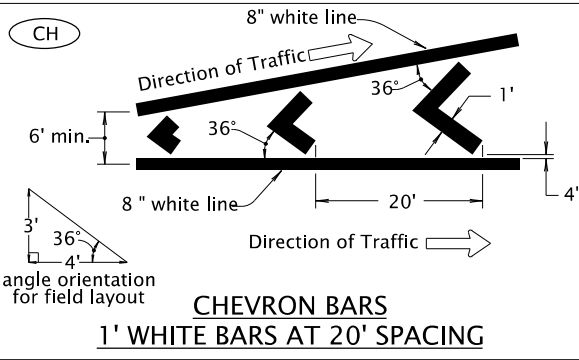 CH
8" white line
Direction of Traffic
36°
1'
6' min.
36°
4'
8 " white line
20'
3'
36°
4'
Direction of Traffic
angle orientation
for field layout
CHEVRON BARS
1' WHITE BARS AT 20' SPACING